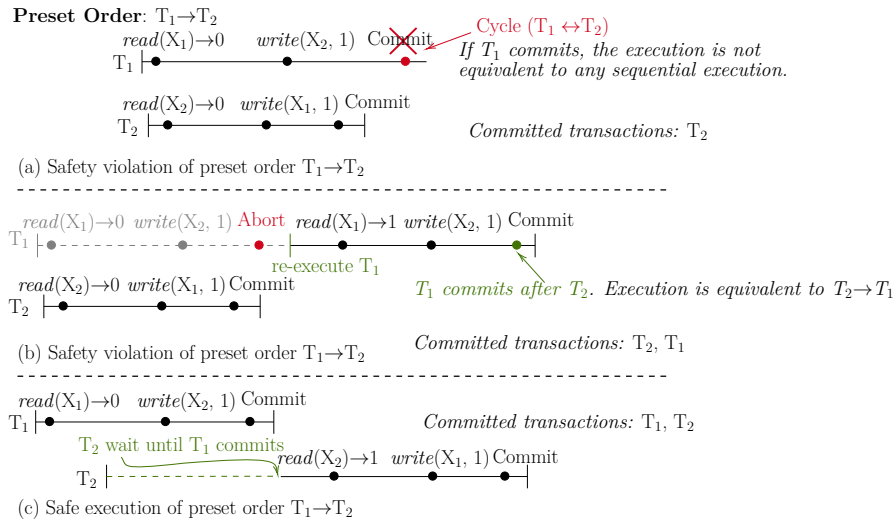 Preset Order: T₁→T₂
read(X₁)→0 write(X₂, 1) Commit Cycle (T₁ ↔T₂)
T₁
If T₁ commits, the execution is not
equivalent to any sequential execution.
read(X₂)→0 write(X₁, 1) Commit
T₂
Committed transactions: T₂
(a) Safety violation of preset order T₁→T₂
read(X₁)→0 write(X₂, 1) Abort read(X₁)→1 write(X₂, 1) Commit
T₁
re-execute T₁
read(X₂)→0 write(X₁, 1) Commit
T₂
T₁ commits after T₂. Execution is equivalent to T₂→T₁
Committed transactions: T₂, T₁
(b) Safety violation of preset order T₁→T₂
read(X₁)→0 write(X₂, 1) Commit
T₁
Committed transactions: T₁, T₂
T₂ wait until T₁ commits
read(X₂)→1 write(X₁, 1) Commit
T₂
(c) Safe execution of preset order T₁→T₂